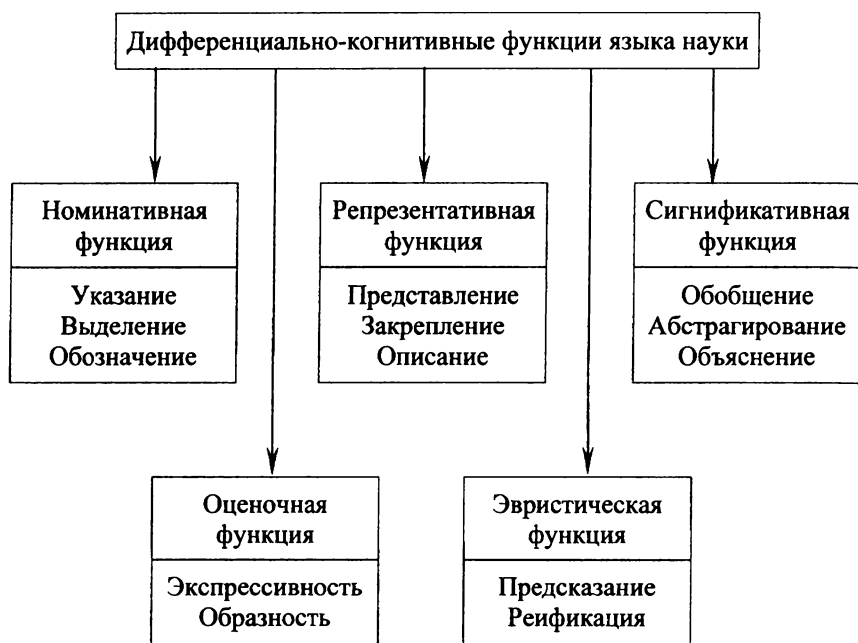 Дифференциально-когнитивные функции языка науки
Номинативная
функция
Указание
Выделение
Обозначение
Репрезентативная
функция
Представление
Закрепление
Описание
Сигнификативная
функция
Обобщение
Абстрагирование
Объяснение
Оценочная
функция
Экспрессивность
Образность
Эвристическая
функция
Предсказание
Реификация